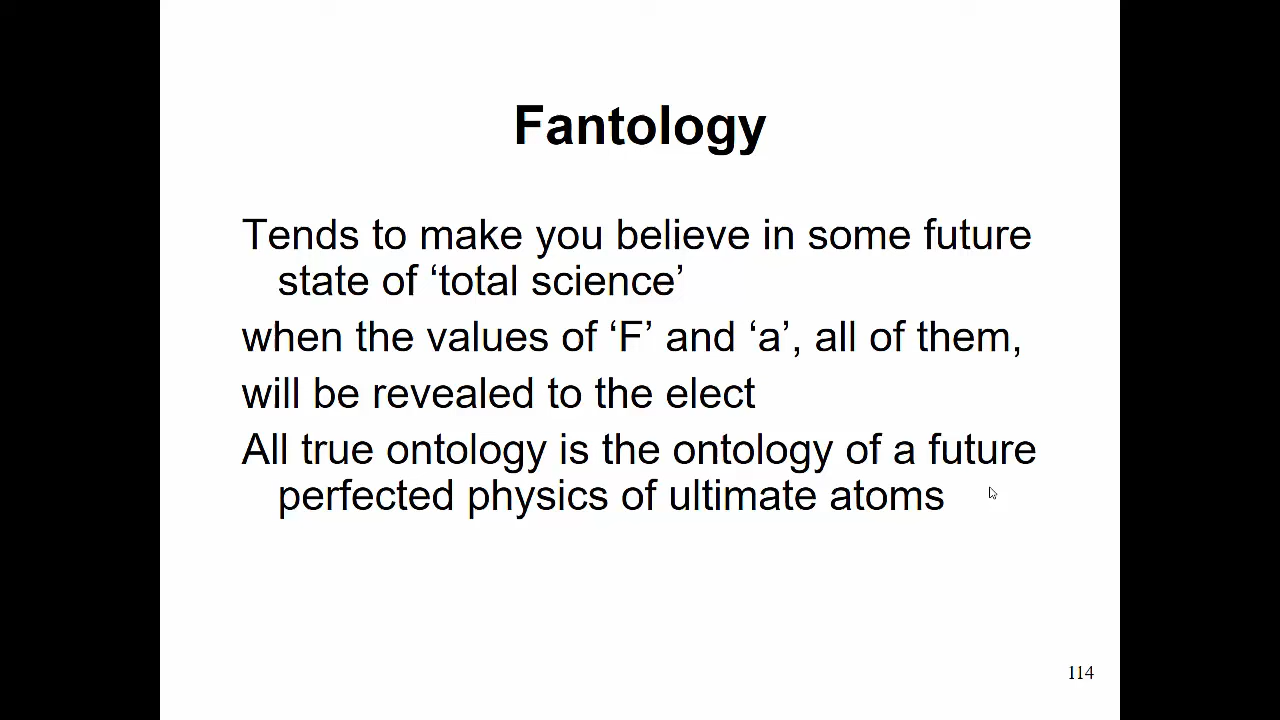 Fantology
Tends to make you believe in some future
state of ‘total science’
when the values of ‘F’ and ‘a’, all of them,
will be revealed to the elect
All true ontology is the ontology of a future
perfected physics of ultimate atoms
114